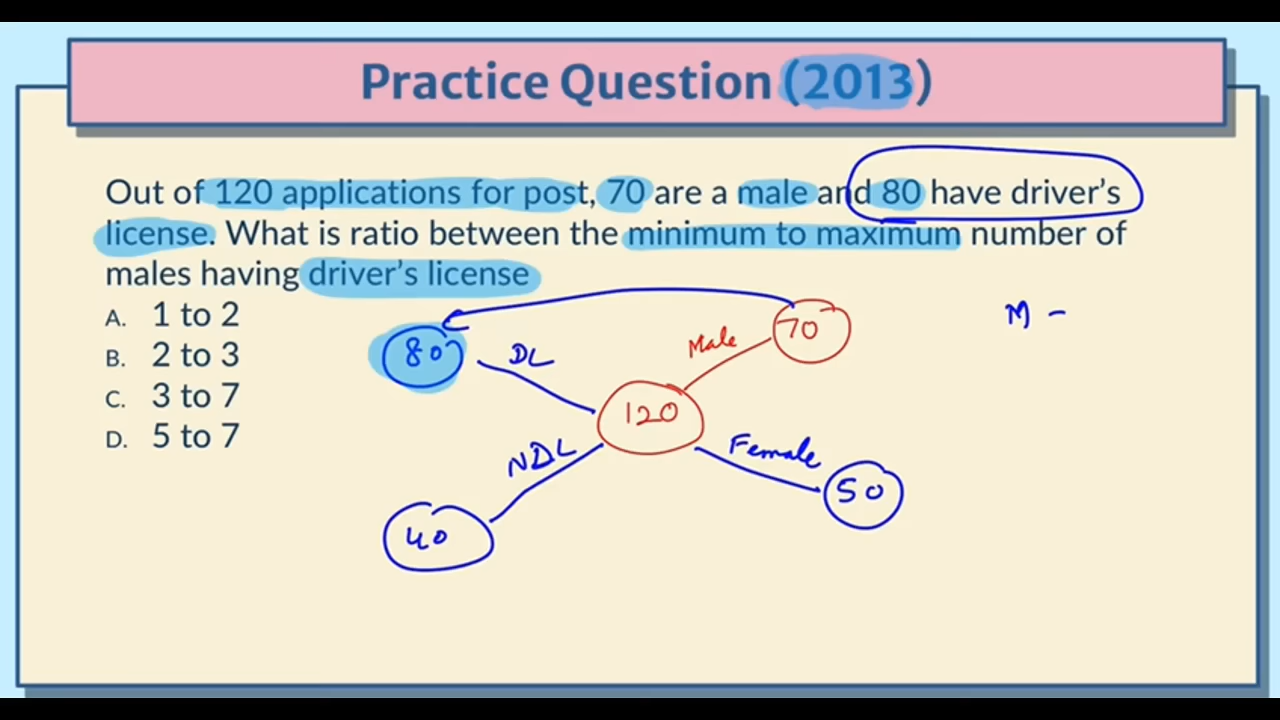 Practice Question (2013)
Out of 120 applications for post, 70 are a male and 80 have driver's
license. What is ratio between the minimum to maximum number of
males having driver's license
A. 1 to 2
B. 2 to 3
C. 3 to 7
D. 5 to 7
80 DL Male 70 M -
120
NDL Female
40 50